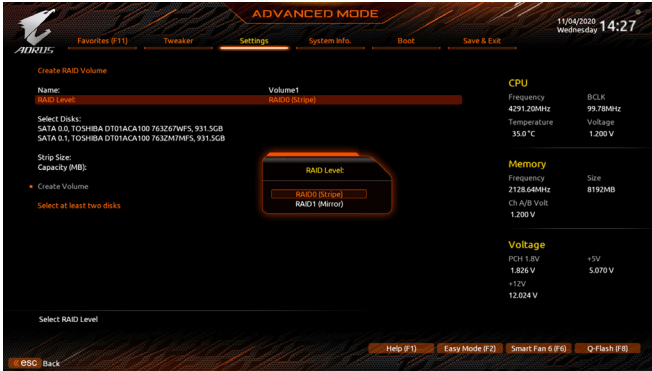 ADVANCED MODE
11/04/2020
Wednesday 14:27
AORUS
Favorites (F11) Tweaker Settings System Info. Boot Save & Exit
Create RAID Volume
Name: Volume1
RAID Level: RAID0 (Stripe)
Select Disks:
SATA 0.0, TOSHIBA DT01ACA100 763Z67WFS, 931.5GB
SATA 0.1, TOSHIBA DT01ACA100 763ZM7MFS, 931.5GB
Strip Size:
Capacity (MB):
Create Volume
Select at least two disks
RAID Level:
RAID0 (Stripe)
RAID1 (Mirror)
CPU
Frequency BCLK
4291.20MHz 99.78MHz
Temperature Voltage
35.0 °C 1.200 V
Memory
Frequency Size
2128.64MHz 8192MB
Ch A/B Volt
1.200 V
Voltage
PCH 1.8V +5V
1.826 V 5.070 V
+12V
12.024 V
Select RAID Level
Help (F1) Easy Mode (F2) Smart Fan 6 (F6) Q-Flash (F8)
esc Back